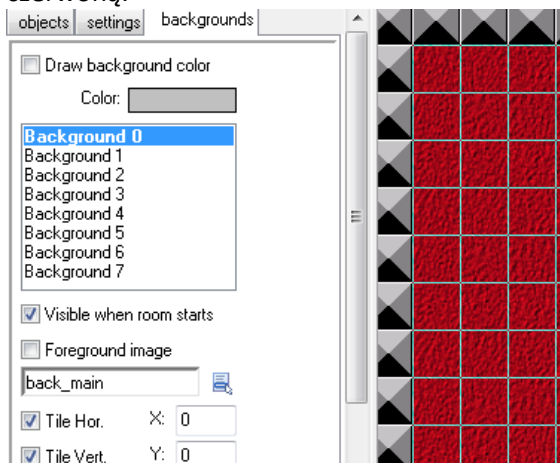 czerwoną.
objects settings backgrounds
Draw background color
Color:
Background 0
Background 1
Background 2
Background 3
Background 4
Background 5
Background 6
Background 7
Visible when room starts
Foreground image
back_main
Tile Hor. X: 0
Tile Vert. Y: 0